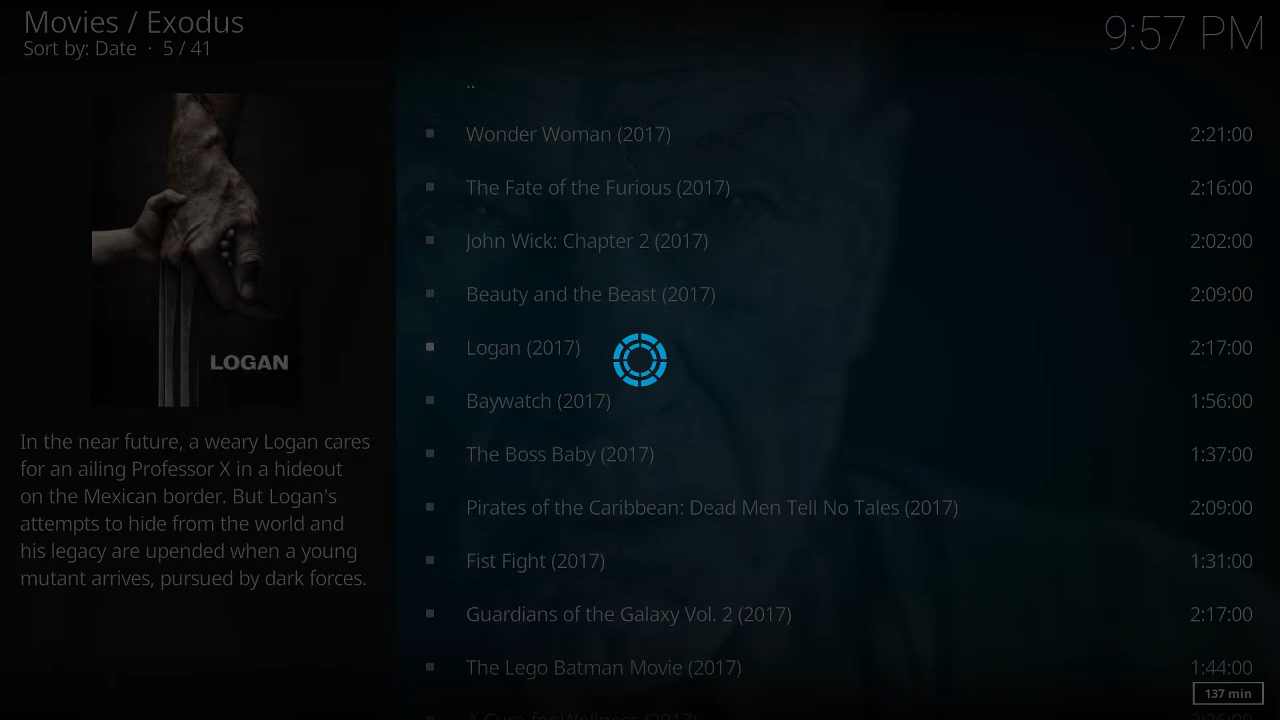 Movies / Exodus
Sort by: Date · 5 / 41
9:57 PM
LOGAN
In the near future, a weary Logan cares
for an ailing Professor X in a hideout
on the Mexican border. But Logan's
attempts to hide from the world and
his legacy are upended when a young
mutant arrives, pursued by dark forces.
..
Wonder Woman (2017) 2:21:00
The Fate of the Furious (2017) 2:16:00
John Wick: Chapter 2 (2017) 2:02:00
Beauty and the Beast (2017) 2:09:00
Logan (2017) 2:17:00
Baywatch (2017) 1:56:00
The Boss Baby (2017) 1:37:00
Pirates of the Caribbean: Dead Men Tell No Tales (2017) 2:09:00
Fist Fight (2017) 1:31:00
Guardians of the Galaxy Vol. 2 (2017) 2:17:00
The Lego Batman Movie (2017) 1:44:00
137 min
A Cure for Wellness (2017)